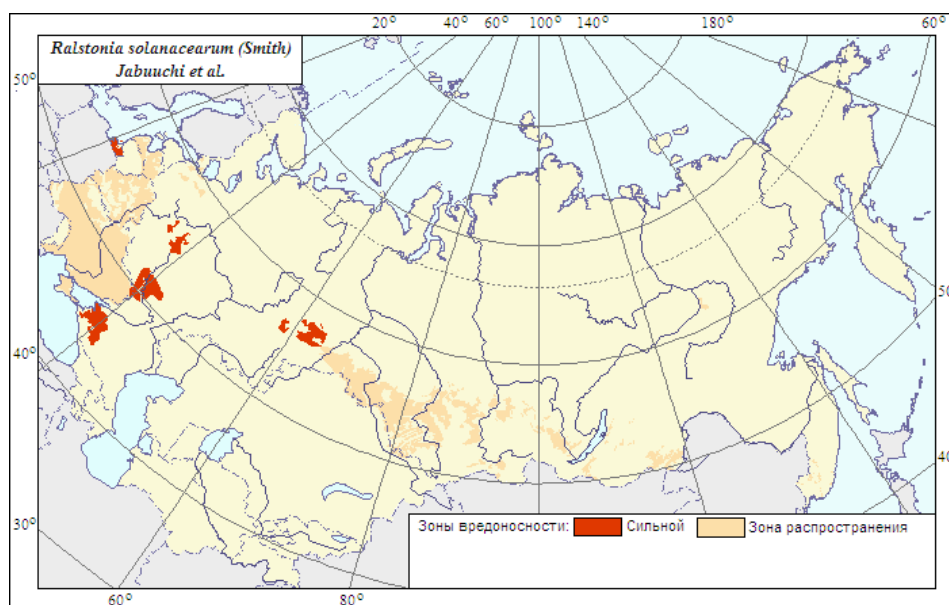 20° 40° 60° 100° 140° 180° 60°
Ralstonia solanacearum (Smith)
Jabuuchi et al.
50°
50
40°
40
30°
Зоны вредоносности: Сильной Зона распространения
60° 80°